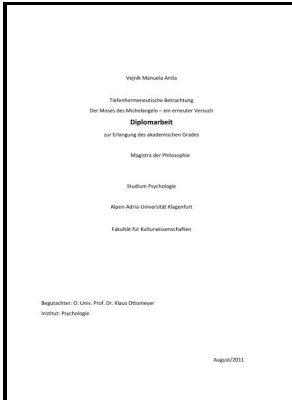 Vejnik Manuela Anita
Tiefenhermeneutische Betrachtung
Der Moses des Michelangelo – ein erneuter Versuch
Diplomarbeit
zur Erlangung des akademischen Grades
Magistra der Philosophie
Studium Psychologie
Alpen-Adria-Universität Klagenfurt
Fakultät für Kulturwissenschaften
Begutachter: O. Univ. Prof. Dr. Klaus Ottomeyer
Institut: Psychologie
August/2011